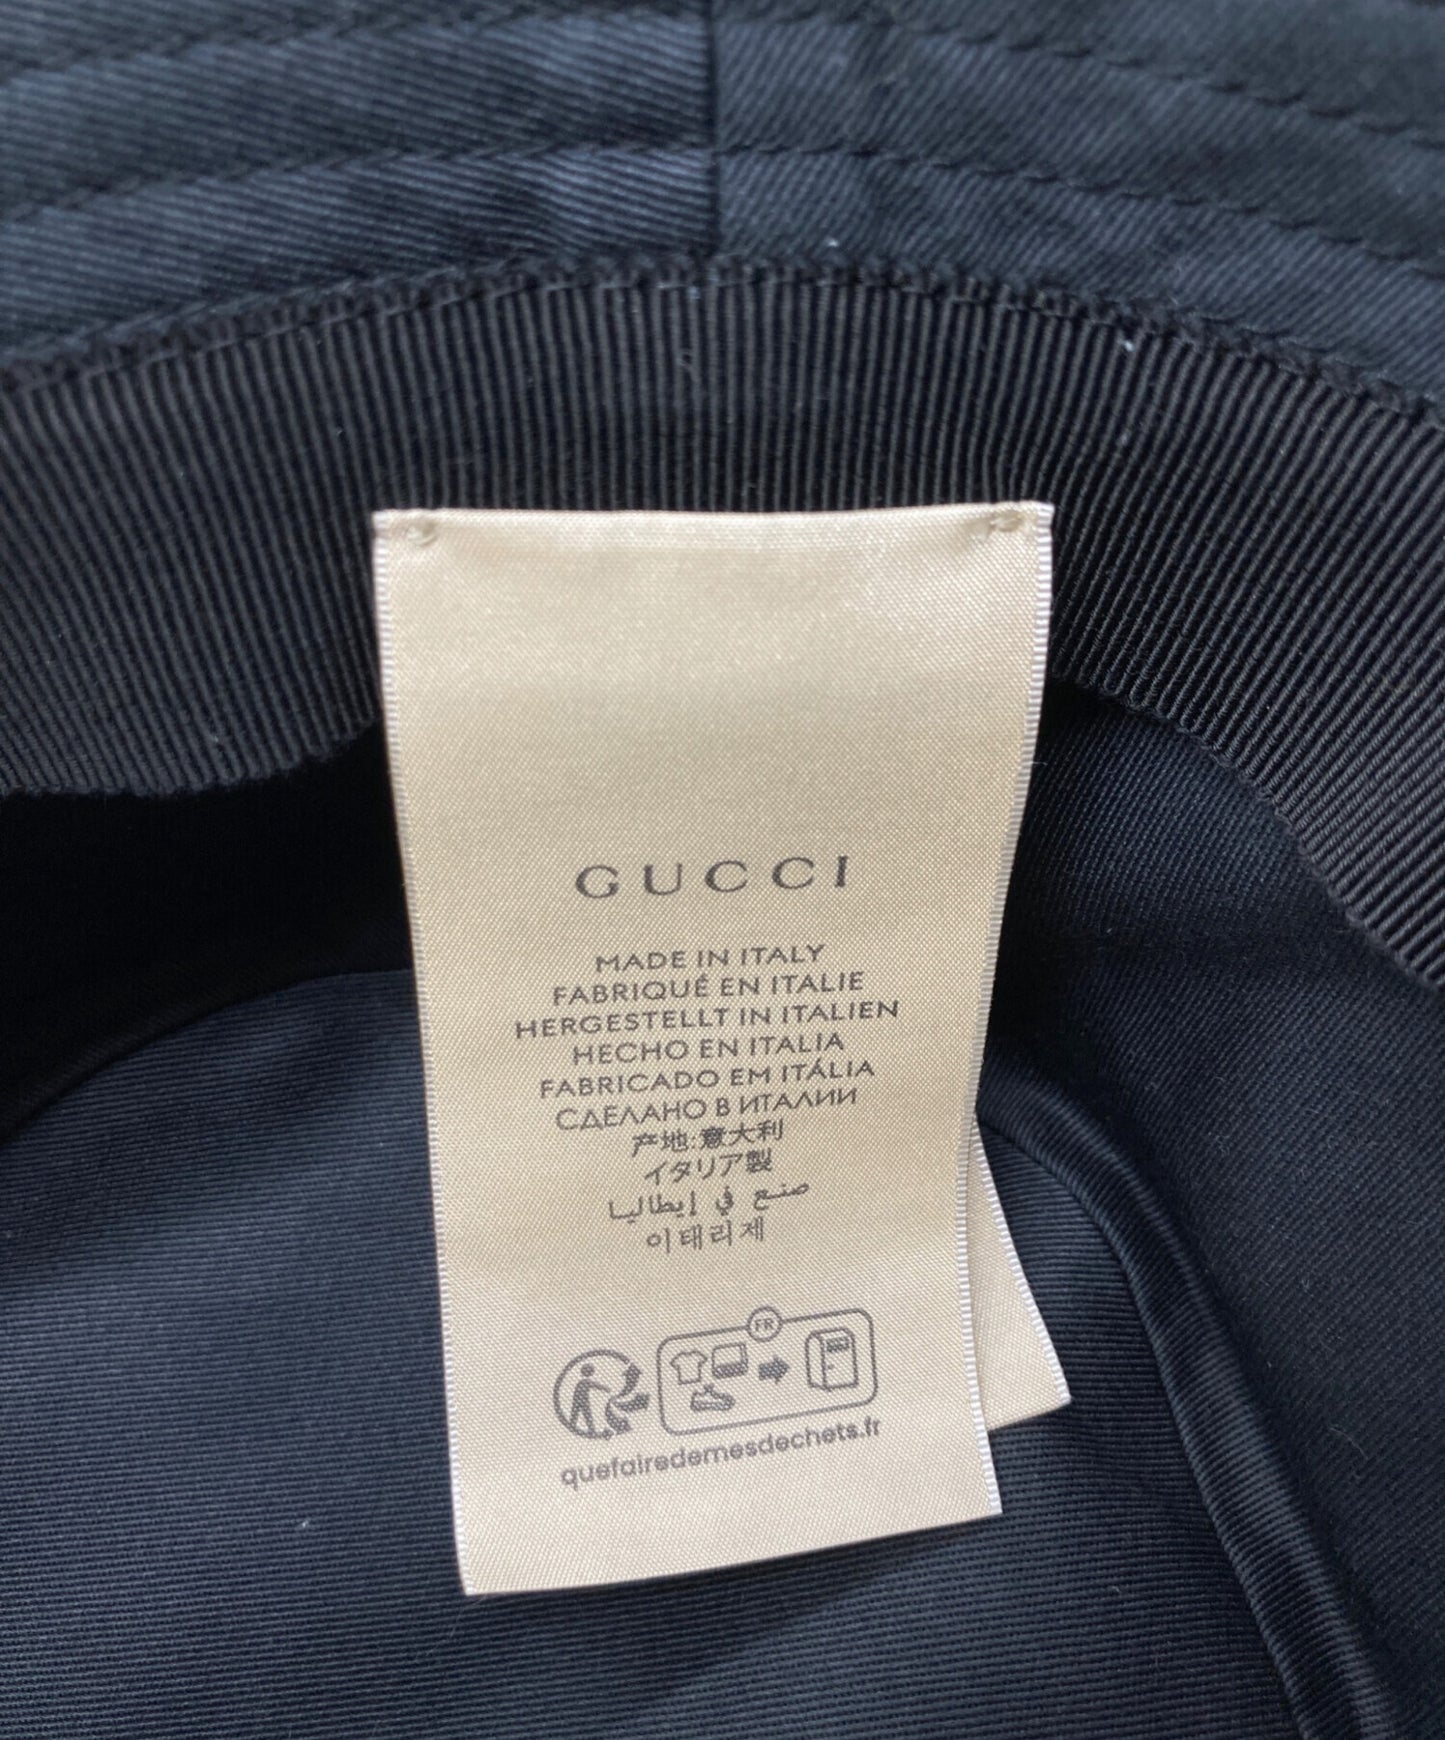 GUCCI
MADE IN ITALY
FABRIQUÉ EN ITALIE
HERGESTELLT IN ITALIEN
HECHO EN ITALIA
FABRICADO EM ITÁLIA
СДЕЛАНО В ИТАЛИИ
产地:意大利
イタリア製
صنع في إيطاليا
이태리제
FR
quefairedemesdechets.fr